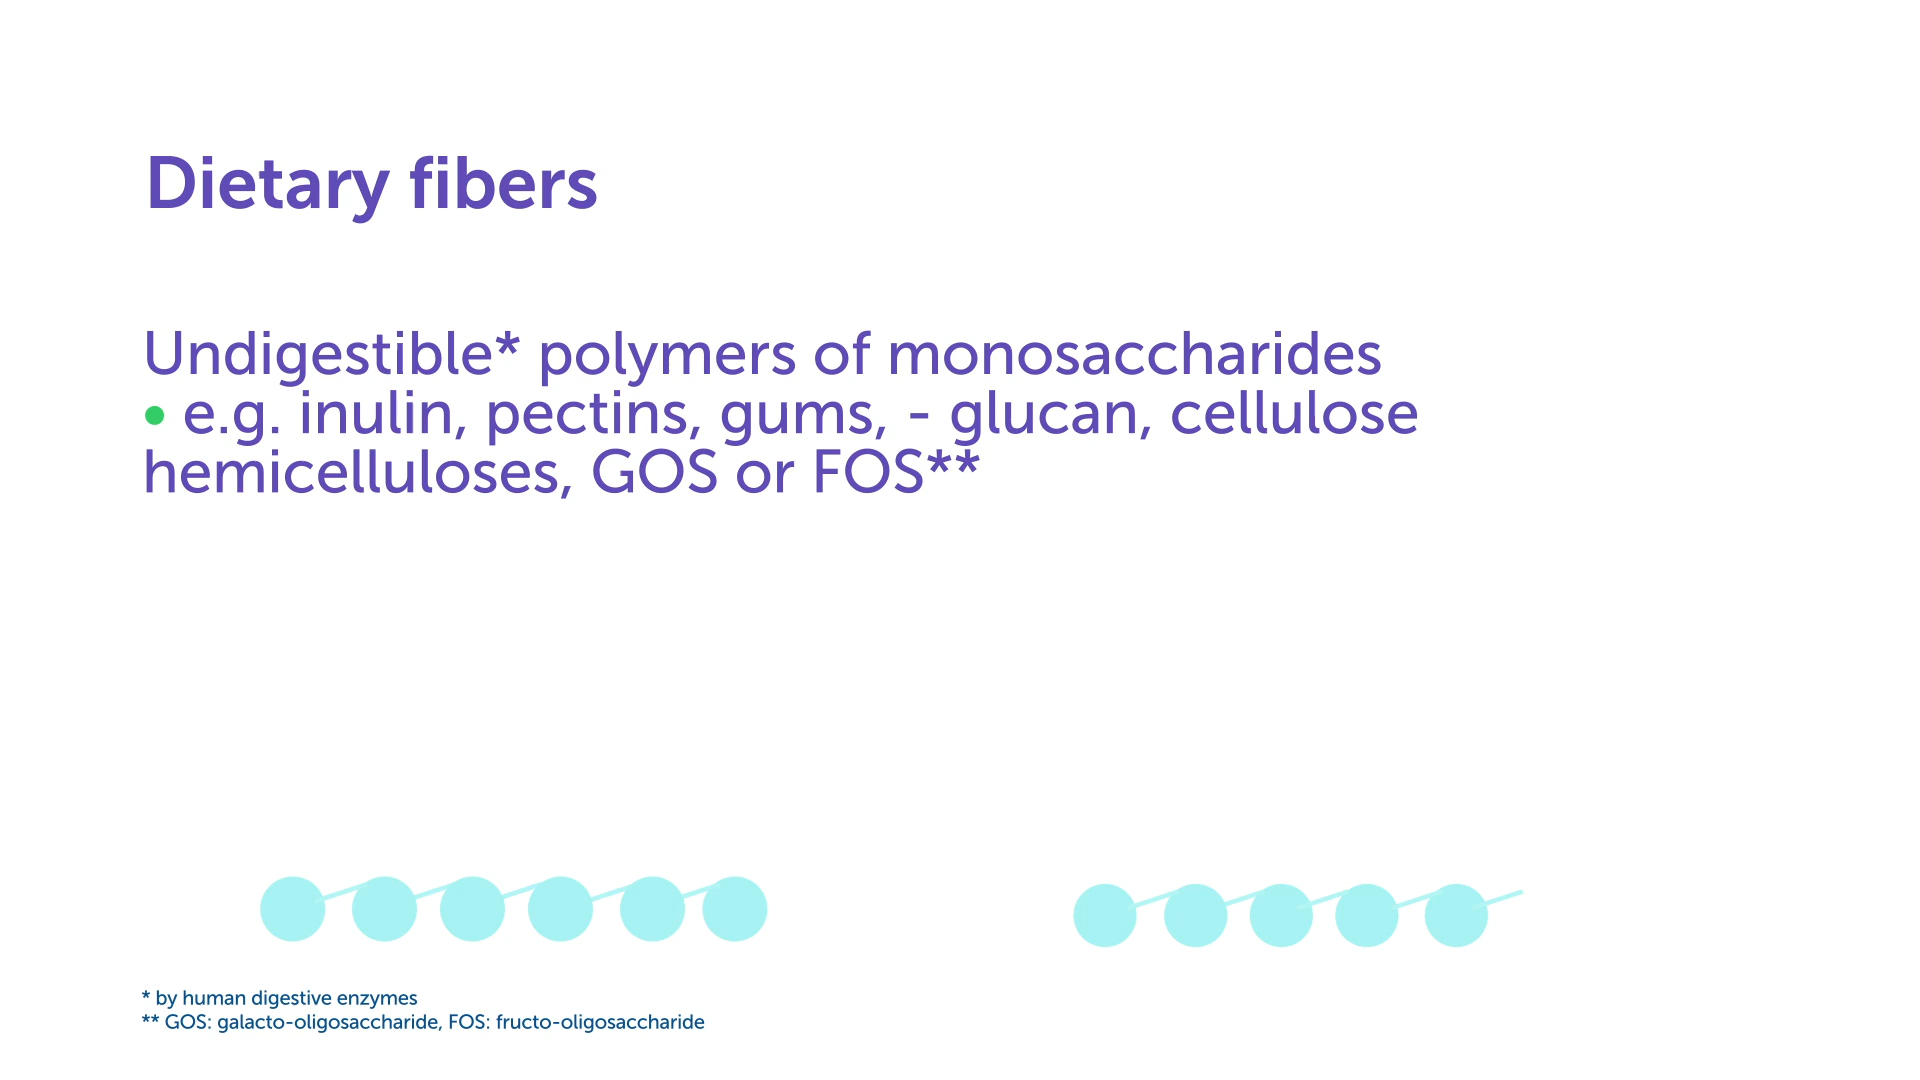 Dietary fibers
Undigestible* polymers of monosaccharides
• e.g. inulin, pectins, gums, - glucan, cellulose
hemicelluloses, GOS or FOS**
* by human digestive enzymes
** GOS: galacto-oligosaccharide, FOS: fructo-oligosaccharide